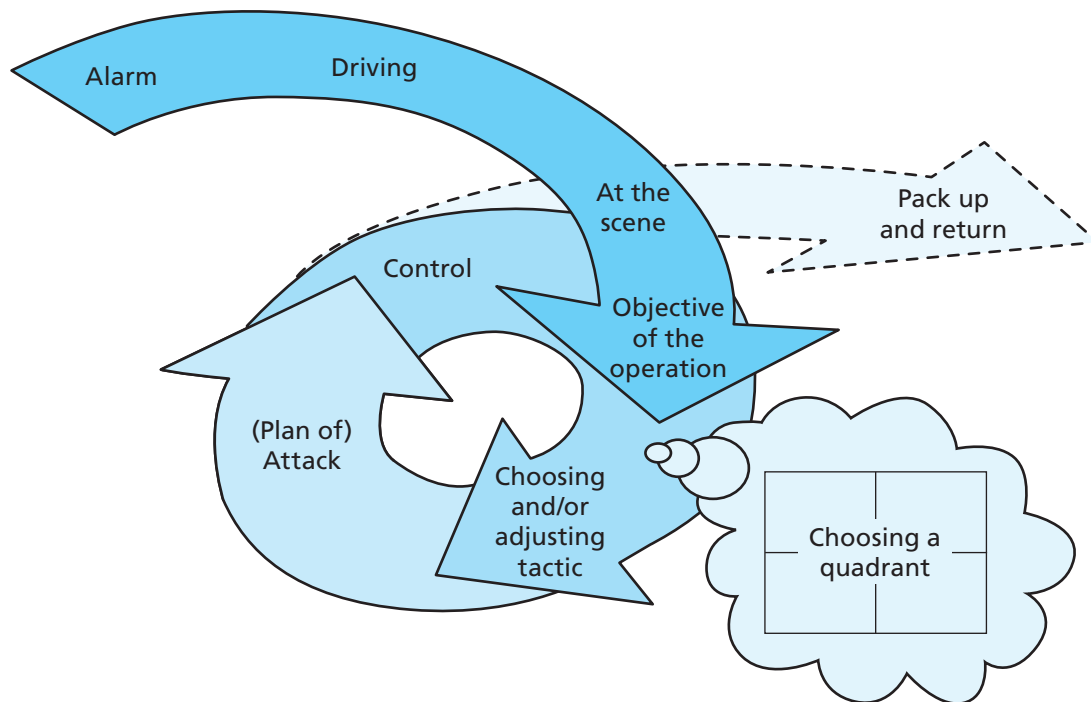 Alarm
Driving
At the
scene
Pack up
and return
Control
Objective
of the
operation
(Plan of)
Attack
Choosing
and/or
adjusting
tactic
Choosing a
quadrant